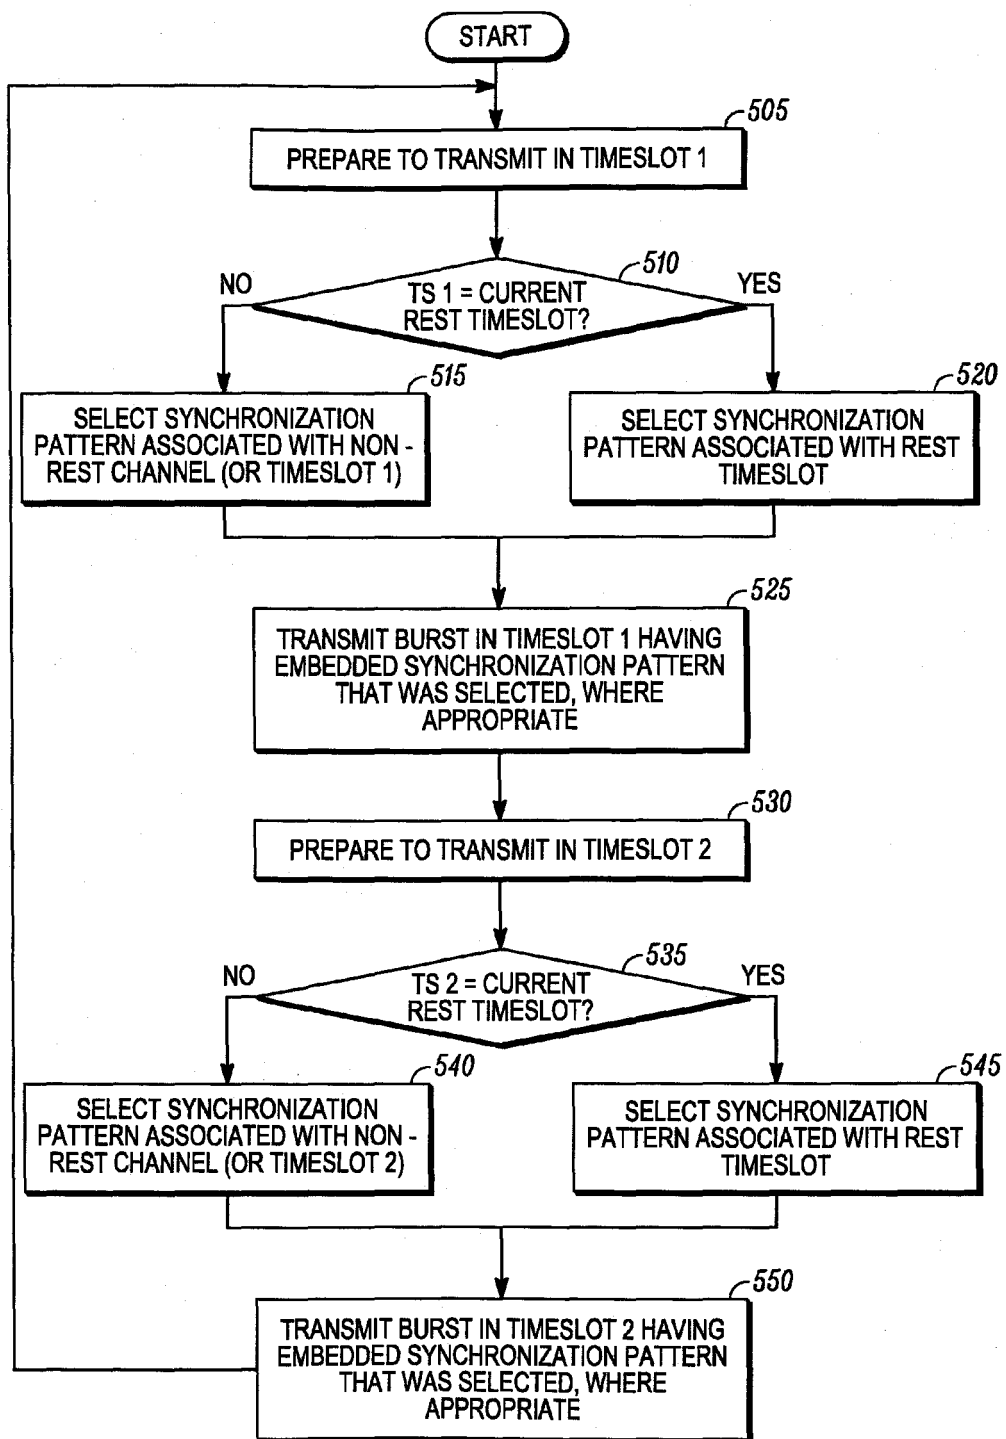 START
505
PREPARE TO TRANSMIT IN TIMESLOT 1
510
NO
YES
TS 1 = CURRENT
REST TIMESLOT?
515
SELECT SYNCHRONIZATION
PATTERN ASSOCIATED WITH NON -
REST CHANNEL (OR TIMESLOT 1)
520
SELECT SYNCHRONIZATION
PATTERN ASSOCIATED WITH REST
TIMESLOT
525
TRANSMIT BURST IN TIMESLOT 1 HAVING
EMBEDDED SYNCHRONIZATION PATTERN
THAT WAS SELECTED, WHERE
APPROPRIATE
530
PREPARE TO TRANSMIT IN TIMESLOT 2
535
NO
YES
TS 2 = CURRENT
REST TIMESLOT?
540
SELECT SYNCHRONIZATION
PATTERN ASSOCIATED WITH NON -
REST CHANNEL (OR TIMESLOT 2)
545
SELECT SYNCHRONIZATION
PATTERN ASSOCIATED WITH REST
TIMESLOT
550
TRANSMIT BURST IN TIMESLOT 2 HAVING
EMBEDDED SYNCHRONIZATION PATTERN
THAT WAS SELECTED, WHERE
APPROPRIATE